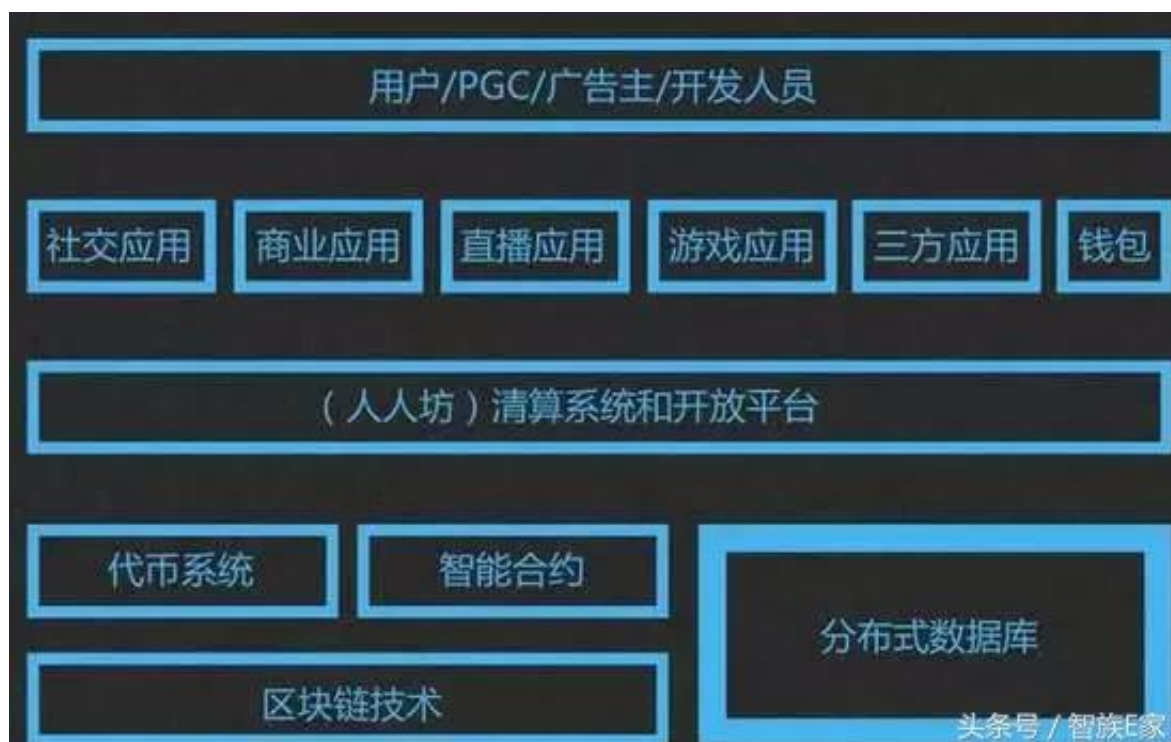 用户/PGC/广告主/开发人员
社交应用 商业应用 直播应用 游戏应用 三方应用 钱包
（人人坊）清算系统和开放平台
代币系统 智能合约
分布式数据库
区块链技术
头条号 / 智族E家